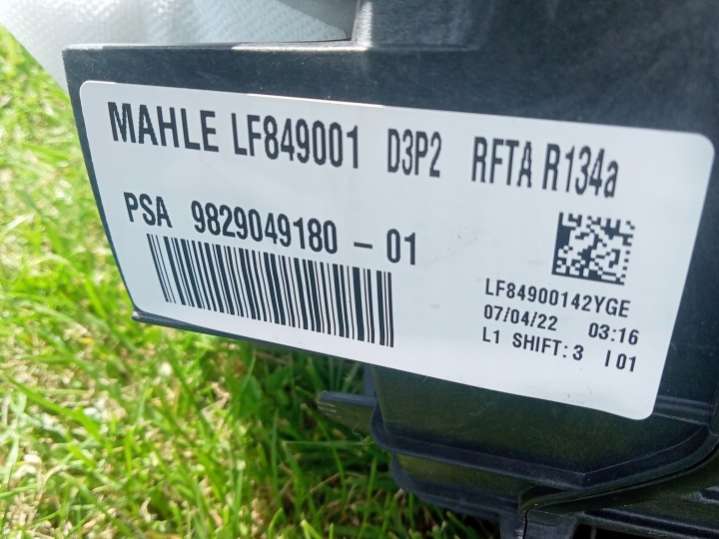 MAHLE LF849001 D3P2 RFTA R134a
PSA 9829049180 - 01
LF84900142YGE
07/04/22 03:16
L1 SHIFT: 3 I 01